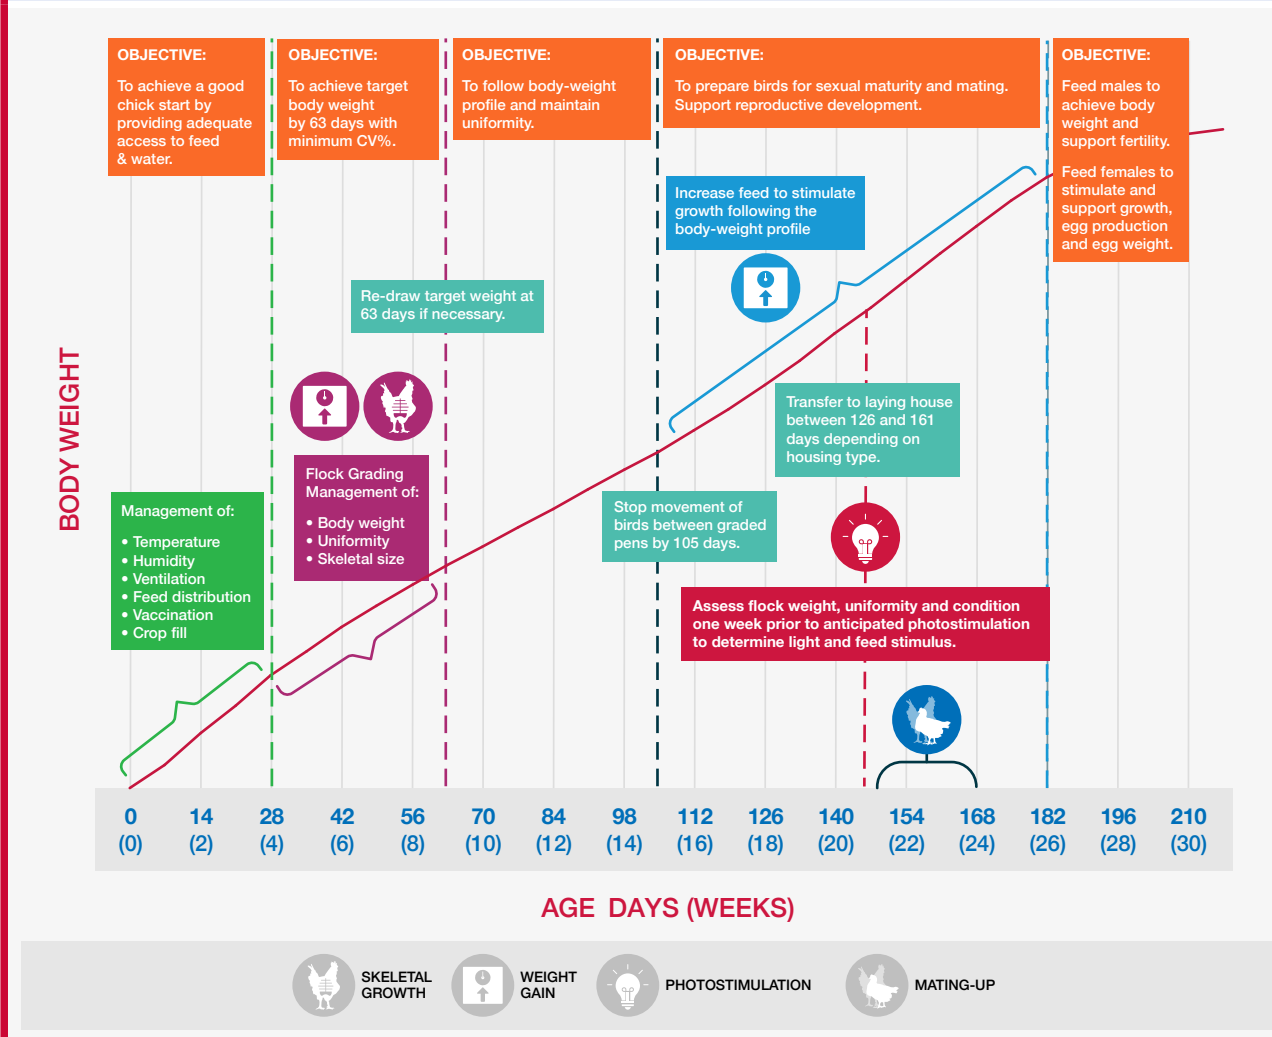 OBJECTIVE:
To achieve a good
chick start by
providing adequate
access to feed
& water.
OBJECTIVE:
To achieve target
body weight
by 63 days with
minimum CV%.
OBJECTIVE:
To follow body-weight
profile and maintain
uniformity.
OBJECTIVE:
To prepare birds for sexual maturity and mating.
Support reproductive development.
OBJECTIVE:
Feed males to
achieve body
weight and
support fertility.
Feed females to
stimulate and
support growth,
egg production
and egg weight.
Increase feed to stimulate
growth following the
body-weight profile
Re-draw target weight at
63 days if necessary.
Transfer to laying house
between 126 and 161
days depending on
housing type.
Flock Grading
Management of:
• Body weight
• Uniformity
• Skeletal size
Management of:
• Temperature
• Humidity
• Ventilation
• Feed distribution
• Vaccination
• Crop fill
Stop movement of
birds between graded
pens by 105 days.
Assess flock weight, uniformity and condition
one week prior to anticipated photostimulation
to determine light and feed stimulus.
BODY WEIGHT
0 14 28 42 56 70 84 98 112 126 140 154 168 182 196 210
(0) (2) (4) (6) (8) (10) (12) (14) (16) (18) (20) (22) (24) (26) (28) (30)
AGE DAYS (WEEKS)
SKELETAL
GROWTH
WEIGHT
GAIN
PHOTOSTIMULATION
MATING-UP